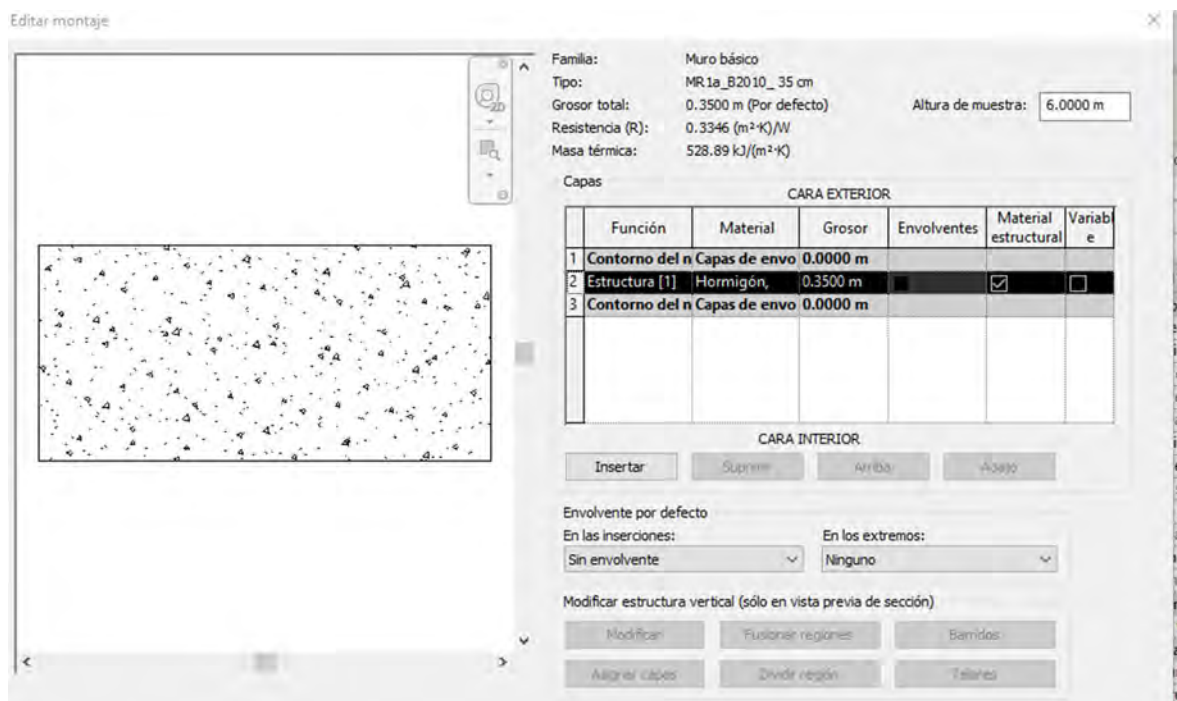 Editar montaje
2D
Familia: Muro básico
Tipo: MR1a_B2010_ 35 cm
Grosor total: 0.3500 m (Por defecto) Altura de muestra: 6.0000 m
Resistencia (R): 0.3346 (m²·K)/W
Masa térmica: 528.89 kJ/(m²·K)
Capas
CARA EXTERIOR
Función Material Grosor Envolventes Material estructural Variabl e
1 Contorno del n Capas de envo 0.0000 m
2 Estructura [1] Hormigón, 0.3500 m
3 Contorno del n Capas de envo 0.0000 m
CARA INTERIOR
Insertar Suprimir Arriba Abajo
Envolvente por defecto
En las inserciones: En los extremos:
Sin envolvente Ninguno
Modificar estructura vertical (sólo en vista previa de sección)
Modificar Fusionar regiones Barridos
Asignar capas Dividir región Telares